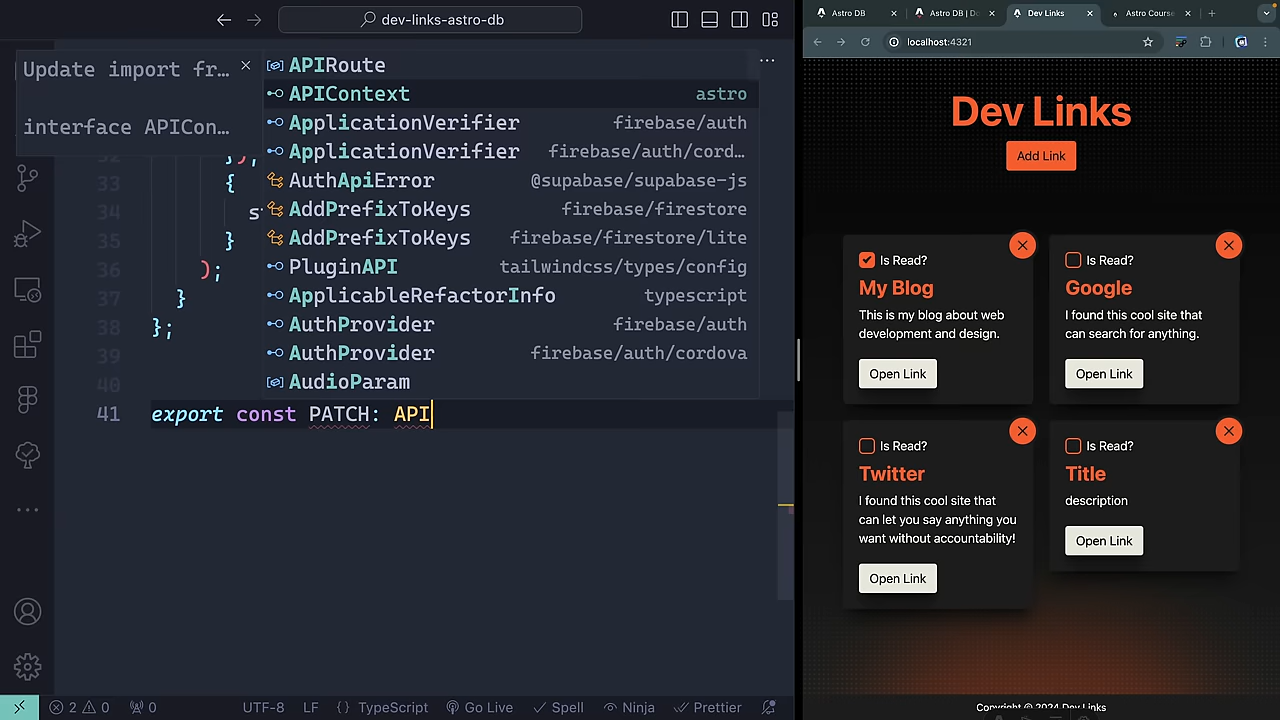 dev-links-astro-db
Update import fr…
interface APICon…
APIRoute
APIContext astro
ApplicationVerifier firebase/auth
ApplicationVerifier firebase/auth/cord…
AuthApiError @supabase/supabase-js
AddPrefixToKeys firebase/firestore
AddPrefixToKeys firebase/firestore/lite
PluginAPI tailwindcss/types/config
ApplicableRefactorInfo typescript
AuthProvider firebase/auth
AuthProvider firebase/auth/cordova
AudioParam
32 });
33 {
34 s
35 }
36 );
37 }
38 };
39
40
41 export const PATCH: API
2 0 0 UTF-8 LF {} TypeScript Go Live Spell Ninja Prettier
Astro DB Astro DB | Dc Dev Links Astro Course
localhost:4321
Dev Links
Add Link
Is Read?
My Blog
This is my blog about web
development and design.
Open Link
Is Read?
Google
I found this cool site that
can search for anything.
Open Link
Is Read?
Twitter
I found this cool site that
can let you say anything you
want without accountability!
Open Link
Is Read?
Title
description
Open Link
Copyright © 2024 Dev Links